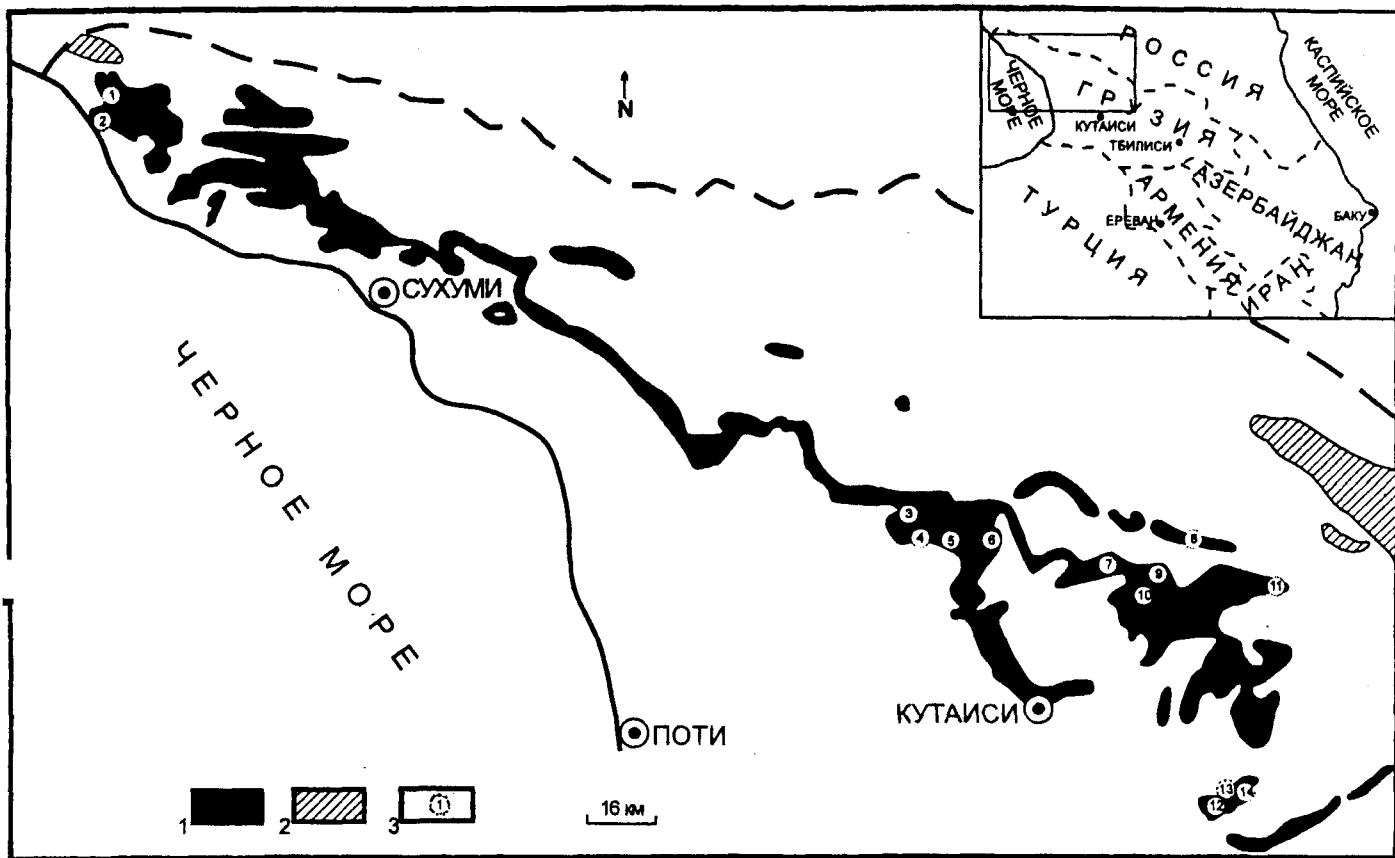 РОССИЯ
КАСПИЙСКОЕ МОРЕ
ЧЕРНОЕ МОРЕ
ГРУЗИЯ
КУТАИСИ
ТБИЛИСИ
АЗЕРБАЙДЖАН
АРМЕНИЯ
ЕРЕВАН
БАКУ
ТУРЦИЯ
ИРАН
N
1
2
СУХУМИ
ЧЕРНОЕ МОРЕ
3
4
5
6
7
8
9
10
11
КУТАИСИ
ПОТИ
13
14
12
1
2
3
1
16 км